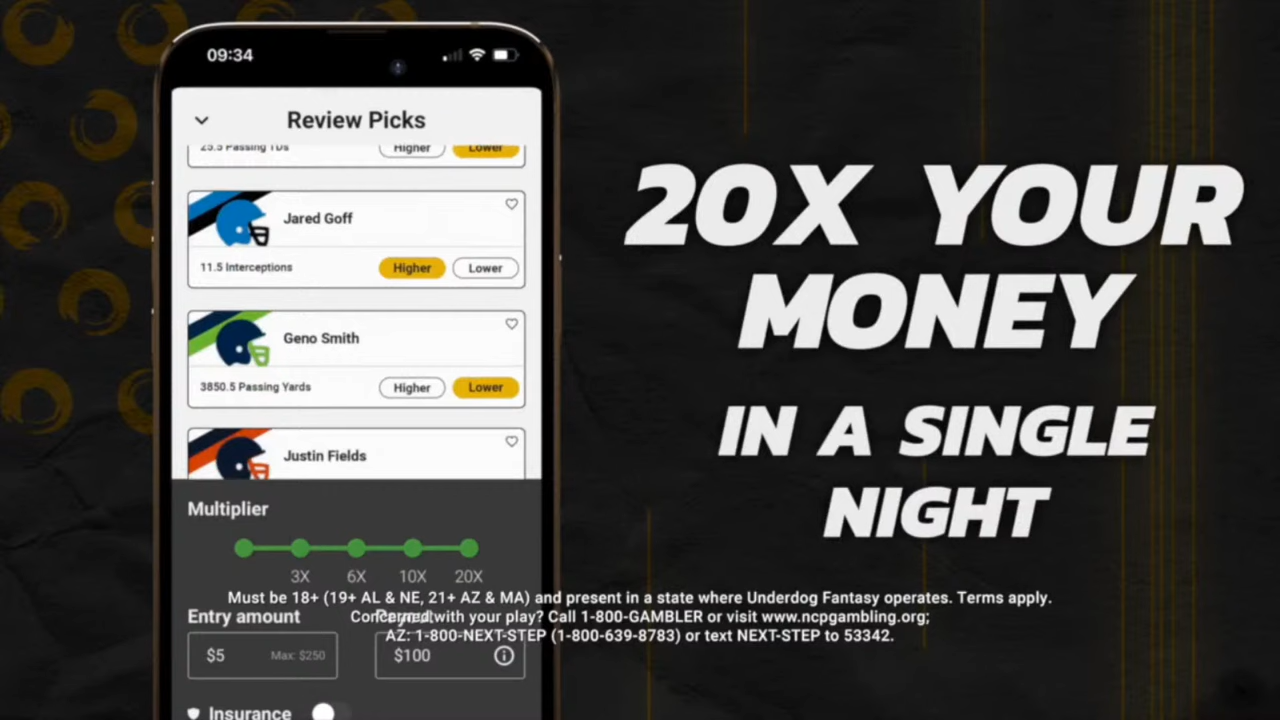 09:34
Review Picks
25.5 Passing TDs Higher Lower
Jared Goff
11.5 Interceptions Higher Lower
Geno Smith
3850.5 Passing Yards Higher Lower
Justin Fields
Multiplier
3X 6X 10X 20X
Entry amount
$5 Max: $250 $100
Insurance
20X YOUR
MONEY
IN A SINGLE
NIGHT
Must be 18+ (19+ AL & NE, 21+ AZ & MA) and present in a state where Underdog Fantasy operates. Terms apply.
Concerned with your play? Call 1-800-GAMBLER or visit www.ncpgambling.org;
AZ: 1-800-NEXT-STEP (1-800-639-8783) or text NEXT-STEP to 53342.